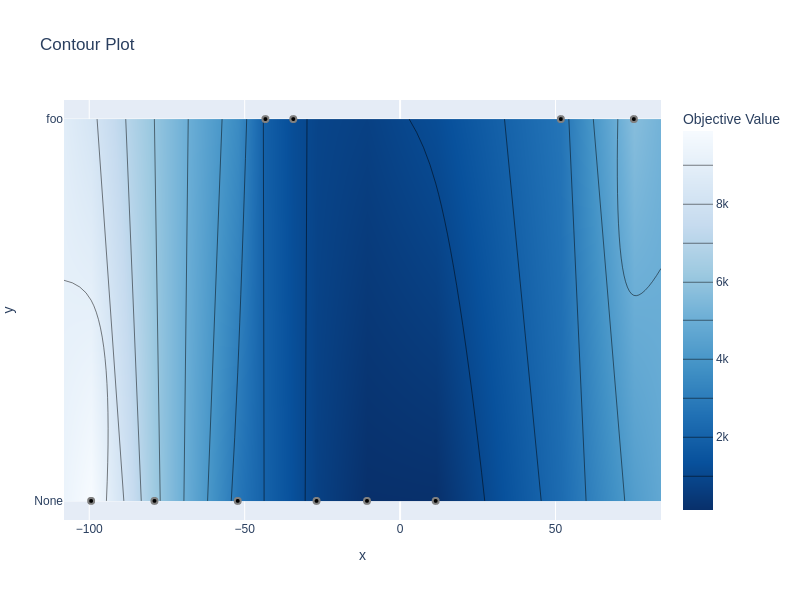 Contour Plot
Objective Value
foo
None
y
8k
6k
4k
2k
−100
−50
0
50
x